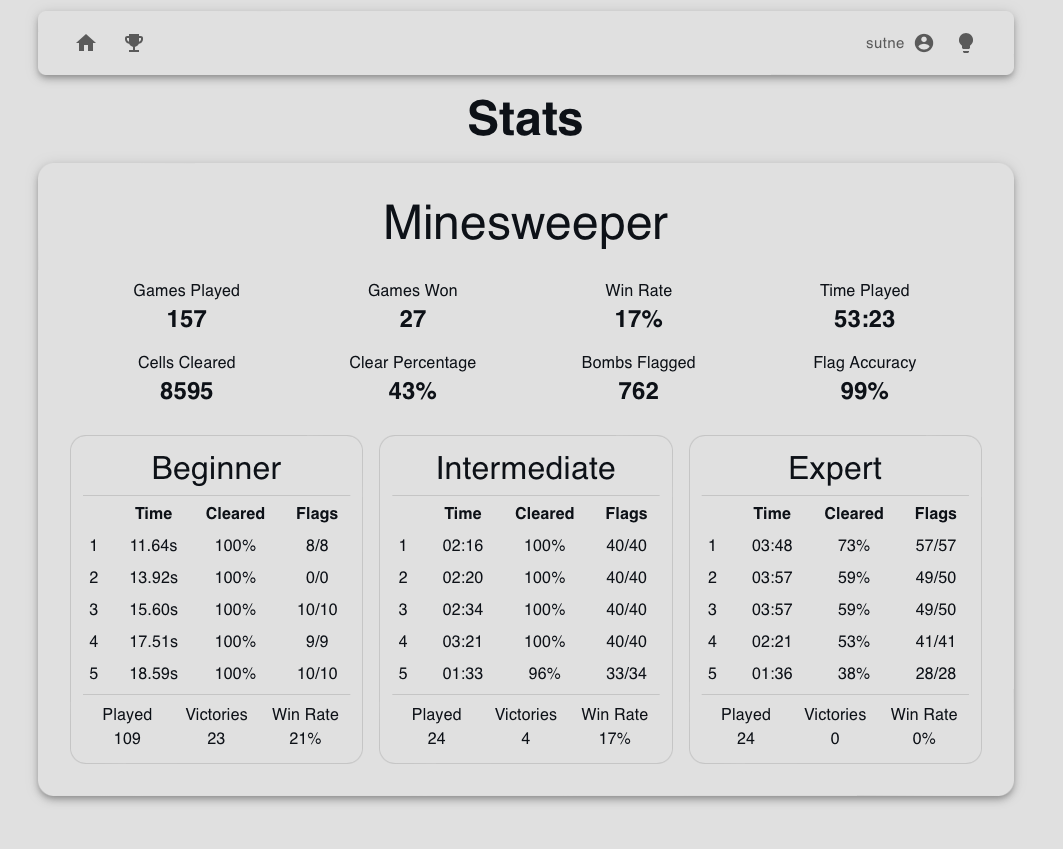 sutne
Stats
Minesweeper
Games Played Games Won Win Rate Time Played
157 27 17% 53:23
Cells Cleared Clear Percentage Bombs Flagged Flag Accuracy
8595 43% 762 99%
Beginner
Time Cleared Flags
1 11.64s 100% 8/8
2 13.92s 100% 0/0
3 15.60s 100% 10/10
4 17.51s 100% 9/9
5 18.59s 100% 10/10
Played Victories Win Rate
109 23 21%
Intermediate
Time Cleared Flags
1 02:16 100% 40/40
2 02:20 100% 40/40
3 02:34 100% 40/40
4 03:21 100% 40/40
5 01:33 96% 33/34
Played Victories Win Rate
24 4 17%
Expert
Time Cleared Flags
1 03:48 73% 57/57
2 03:57 59% 49/50
3 03:57 59% 49/50
4 02:21 53% 41/41
5 01:36 38% 28/28
Played Victories Win Rate
24 0 0%